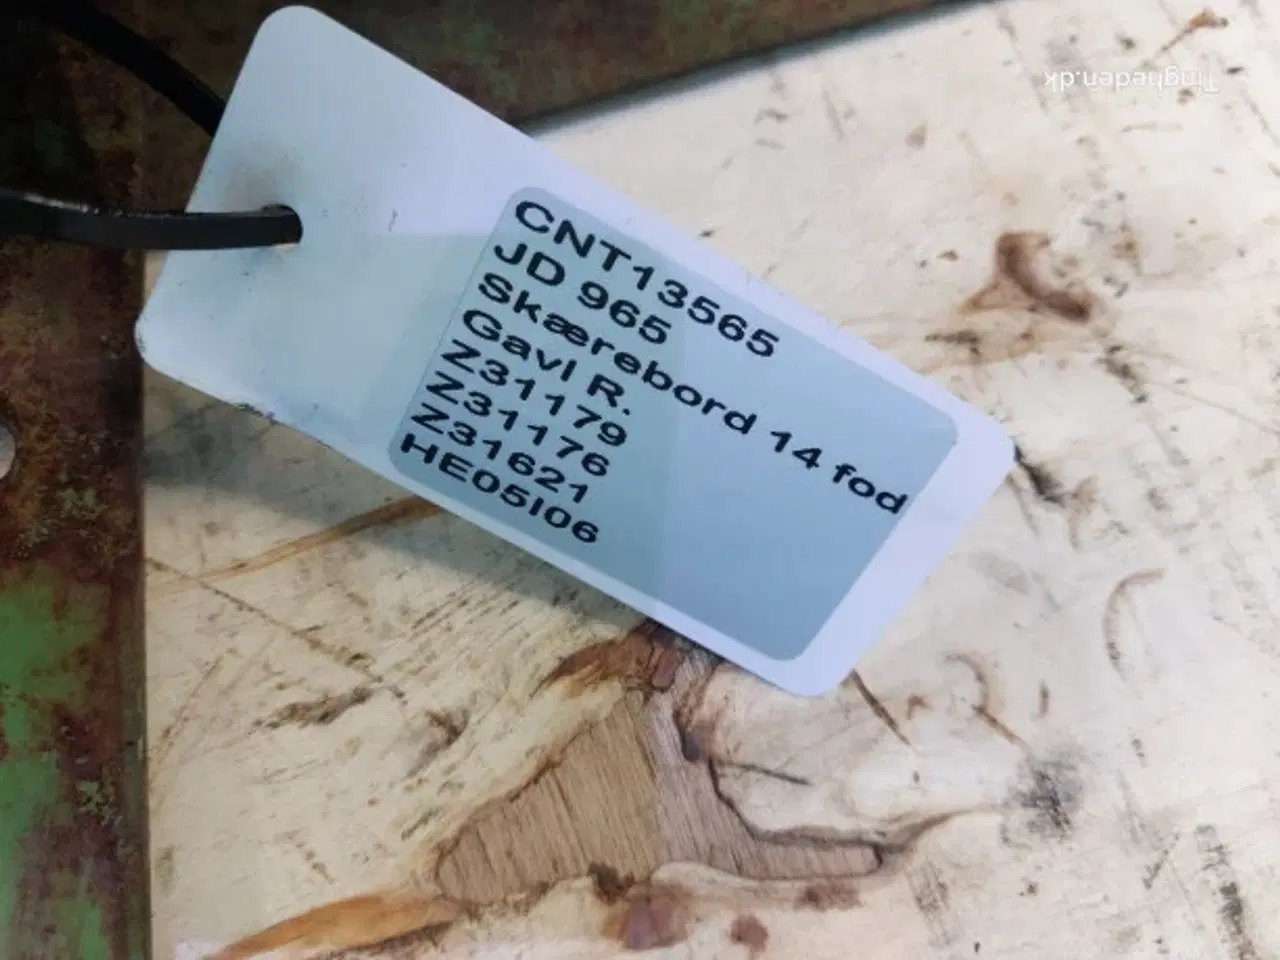 CNT13565
JD 965
Skærebord 14 fod
Gavl R.
Z31179
Z31176
Z31621
HE05I06
Tingheden.dk